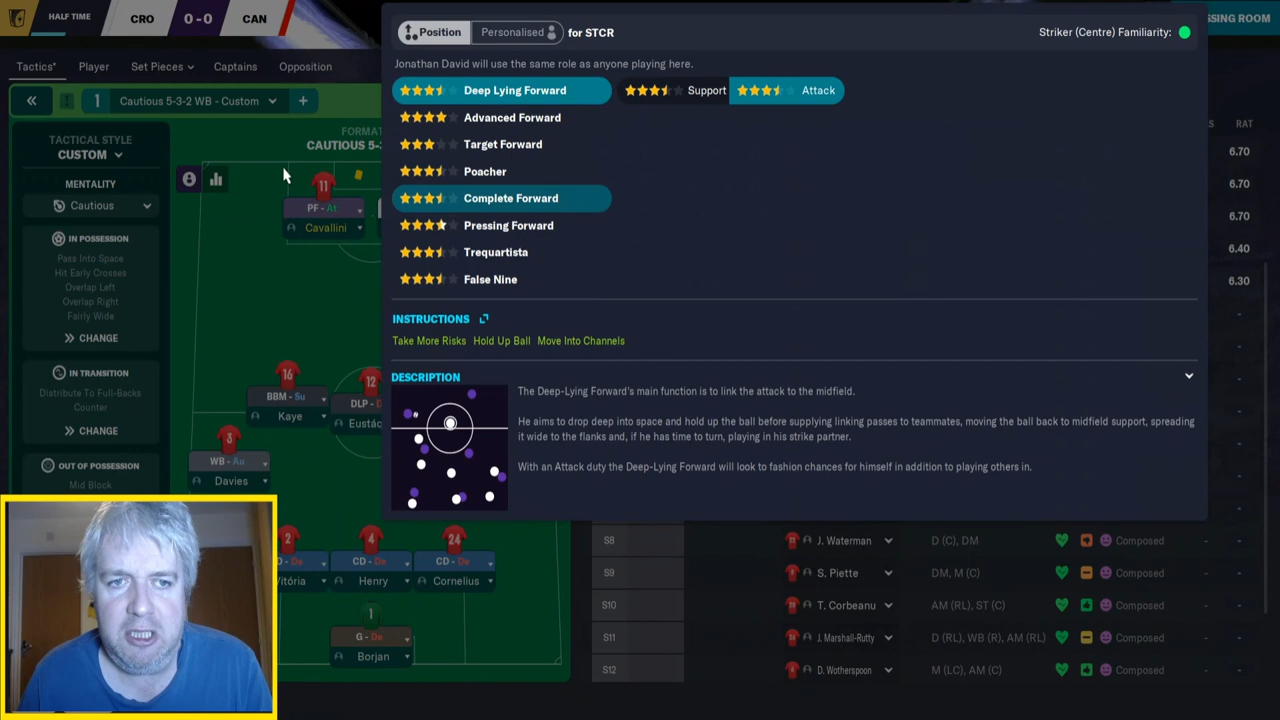 HALF TIME
CRO
0 - 0
CAN
SSING ROOM
Tactics*
Player
Set Pieces
Captains
Opposition
1
Cautious 5-3-2 WB - Custom
TACTICAL STYLE
CUSTOM
MENTALITY
Cautious
IN POSSESSION
Pass Into Space
Hit Early Crosses
Overlap Left
Overlap Right
Fairly Wide
CHANGE
IN TRANSITION
Distribute To Full-Backs
Counter
CHANGE
OUT OF POSSESSION
Mid Block
FORMA
CAUTIOUS 5-
11
PF - At
Cavallini
16
BBM - Su
Kaye
12
DLP - D
Eustác
3
WB - Au
Davies
2
D - De
Vitória
4
CD - De
Henry
24
CD - De
Cornelius
1
G - De
Borjan
Position
Personalised
for STCR
Striker (Centre) Familiarity:
Jonathan David will use the same role as anyone playing here.
Deep Lying Forward
Support
Attack
Advanced Forward
Target Forward
Poacher
Complete Forward
Pressing Forward
Trequartista
False Nine
INSTRUCTIONS
Take More Risks Hold Up Ball Move Into Channels
DESCRIPTION
The Deep-Lying Forward's main function is to link the attack to the midfield.
He aims to drop deep into space and hold up the ball before supplying linking passes to teammates, moving the ball back to midfield support, spreading
it wide to the flanks and, if he has time to turn, playing in his strike partner.
With an Attack duty the Deep-Lying Forward will look to fashion chances for himself in addition to playing others in.
S RAT
6.70
6.70
6.70
6.40
6.30
S8 J. Waterman D (C), DM Composed - -
S9 S. Piette DM, M (C) Composed - -
S10 T. Corbeanu AM (RL), ST (C) Composed - -
S11 J. Marshall-Rutty D (RL), WB (R), AM (RL) Composed - -
S12 D. Wotherspoon M (LC), AM (C) Composed - -